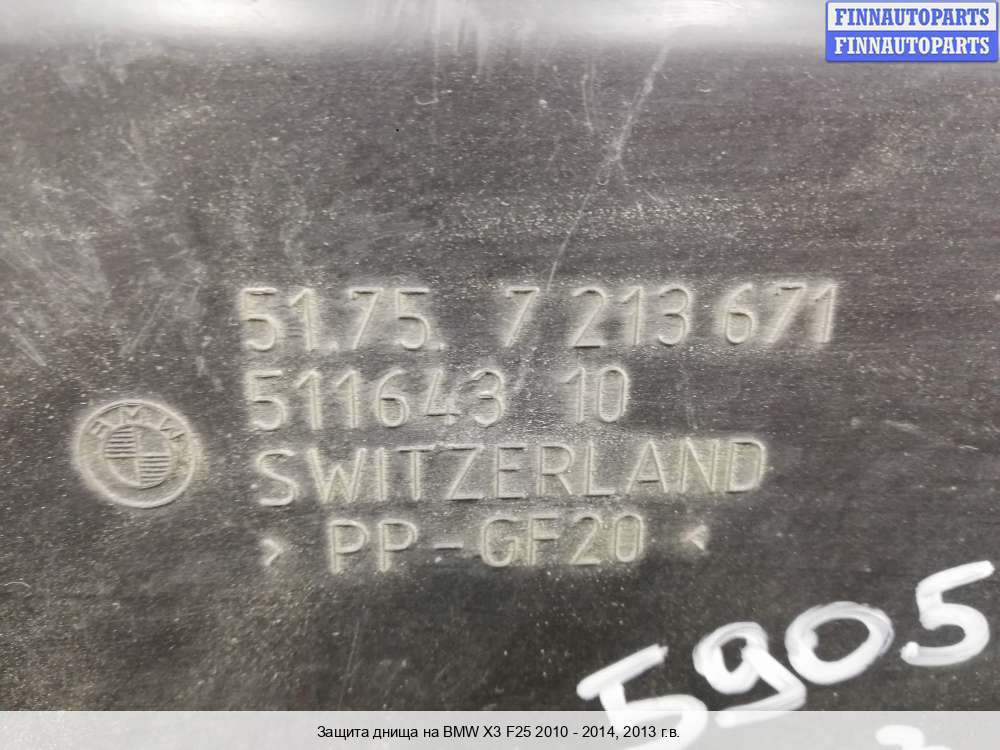 FINNAUTOPARTS
FINNAUTOPARTS
51.75. 7 213 671
511643 10
BMW
SWITZERLAND
> PP-GF20 <
5905
Защита днища на BMW X3 F25 2010 - 2014, 2013 г.в.